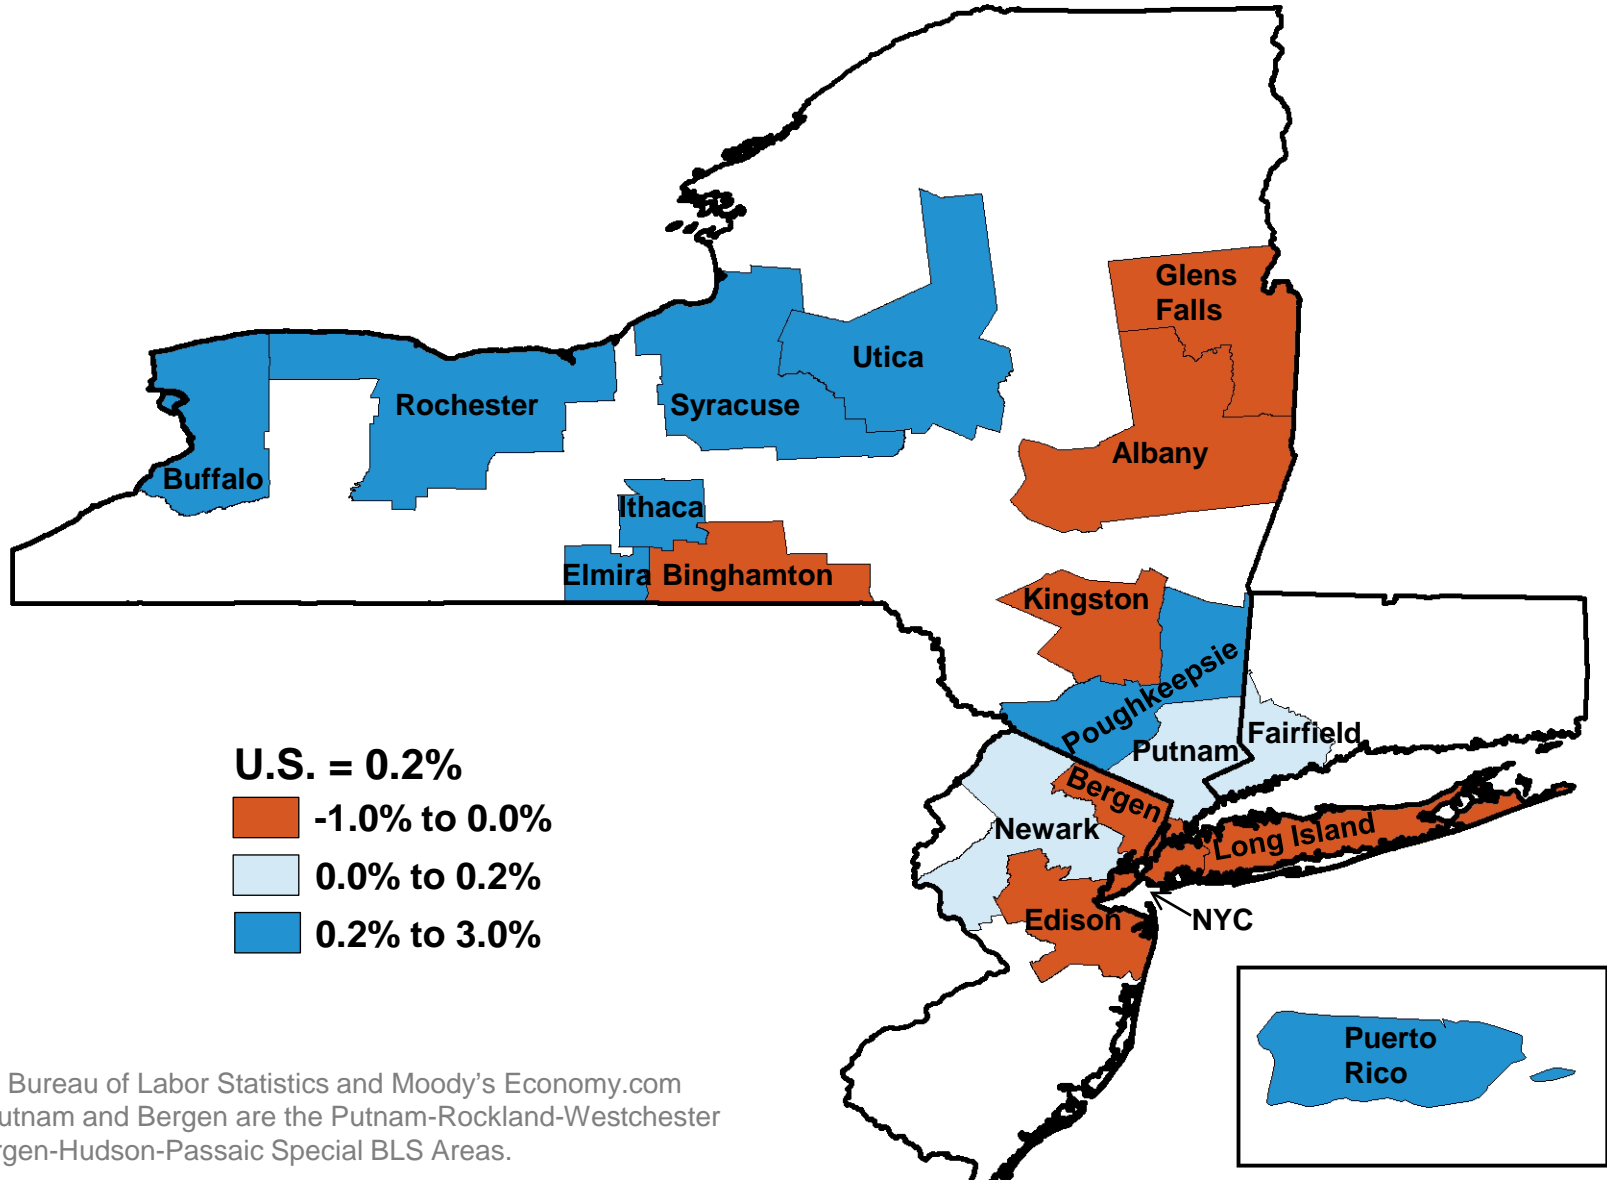 Glens
Falls
Utica
Rochester
Syracuse
Albany
Buffalo
Ithaca
Elmira
Binghamton
Kingston
Poughkeepsie
Putnam
Fairfield
Bergen
Newark
Long Island
Edison
NYC
U.S. = 0.2%
-1.0% to 0.0%
0.0% to 0.2%
0.2% to 3.0%
Puerto
Rico
Bureau of Labor Statistics and Moody's Economy.com
utnam and Bergen are the Putnam-Rockland-Westchester
rgen-Hudson-Passaic Special BLS Areas.